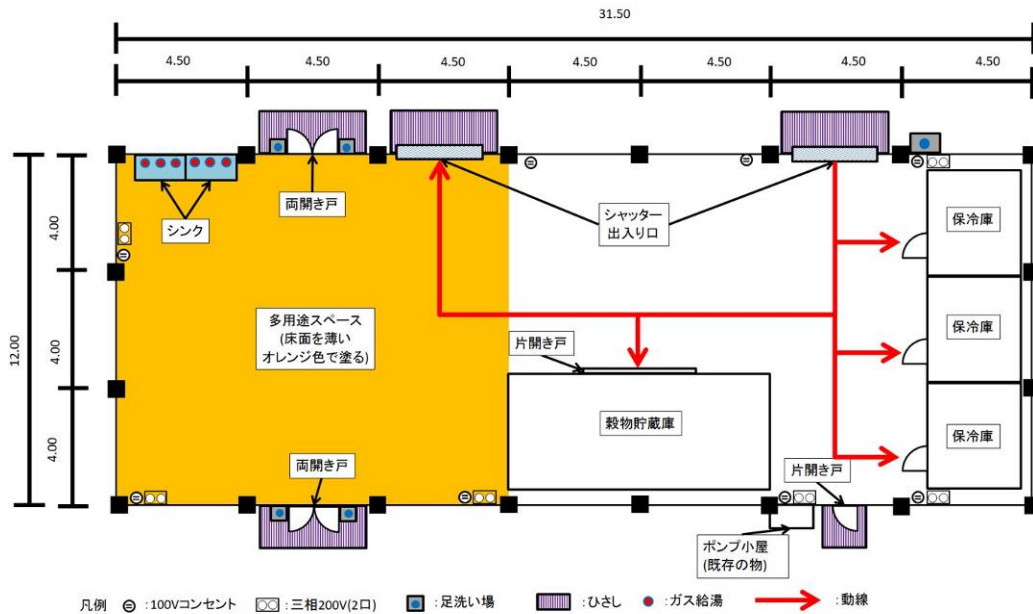 31.50
4.50 4.50 4.50 4.50 4.50 4.50 4.50
12.00
4.00
4.00
4.00
シンク
両開き戸
シャッター
出入り口
保冷庫
多用途スペース
(床面を薄い
オレンジ色で塗る)
片開き戸
保冷庫
穀物貯蔵庫
保冷庫
両開き戸
片開き戸
ポンプ小屋
(既存の物)
凡例 :100Vコンセント :三相200V(2口) :足洗い場 :ひさし :ガス給湯 :動線